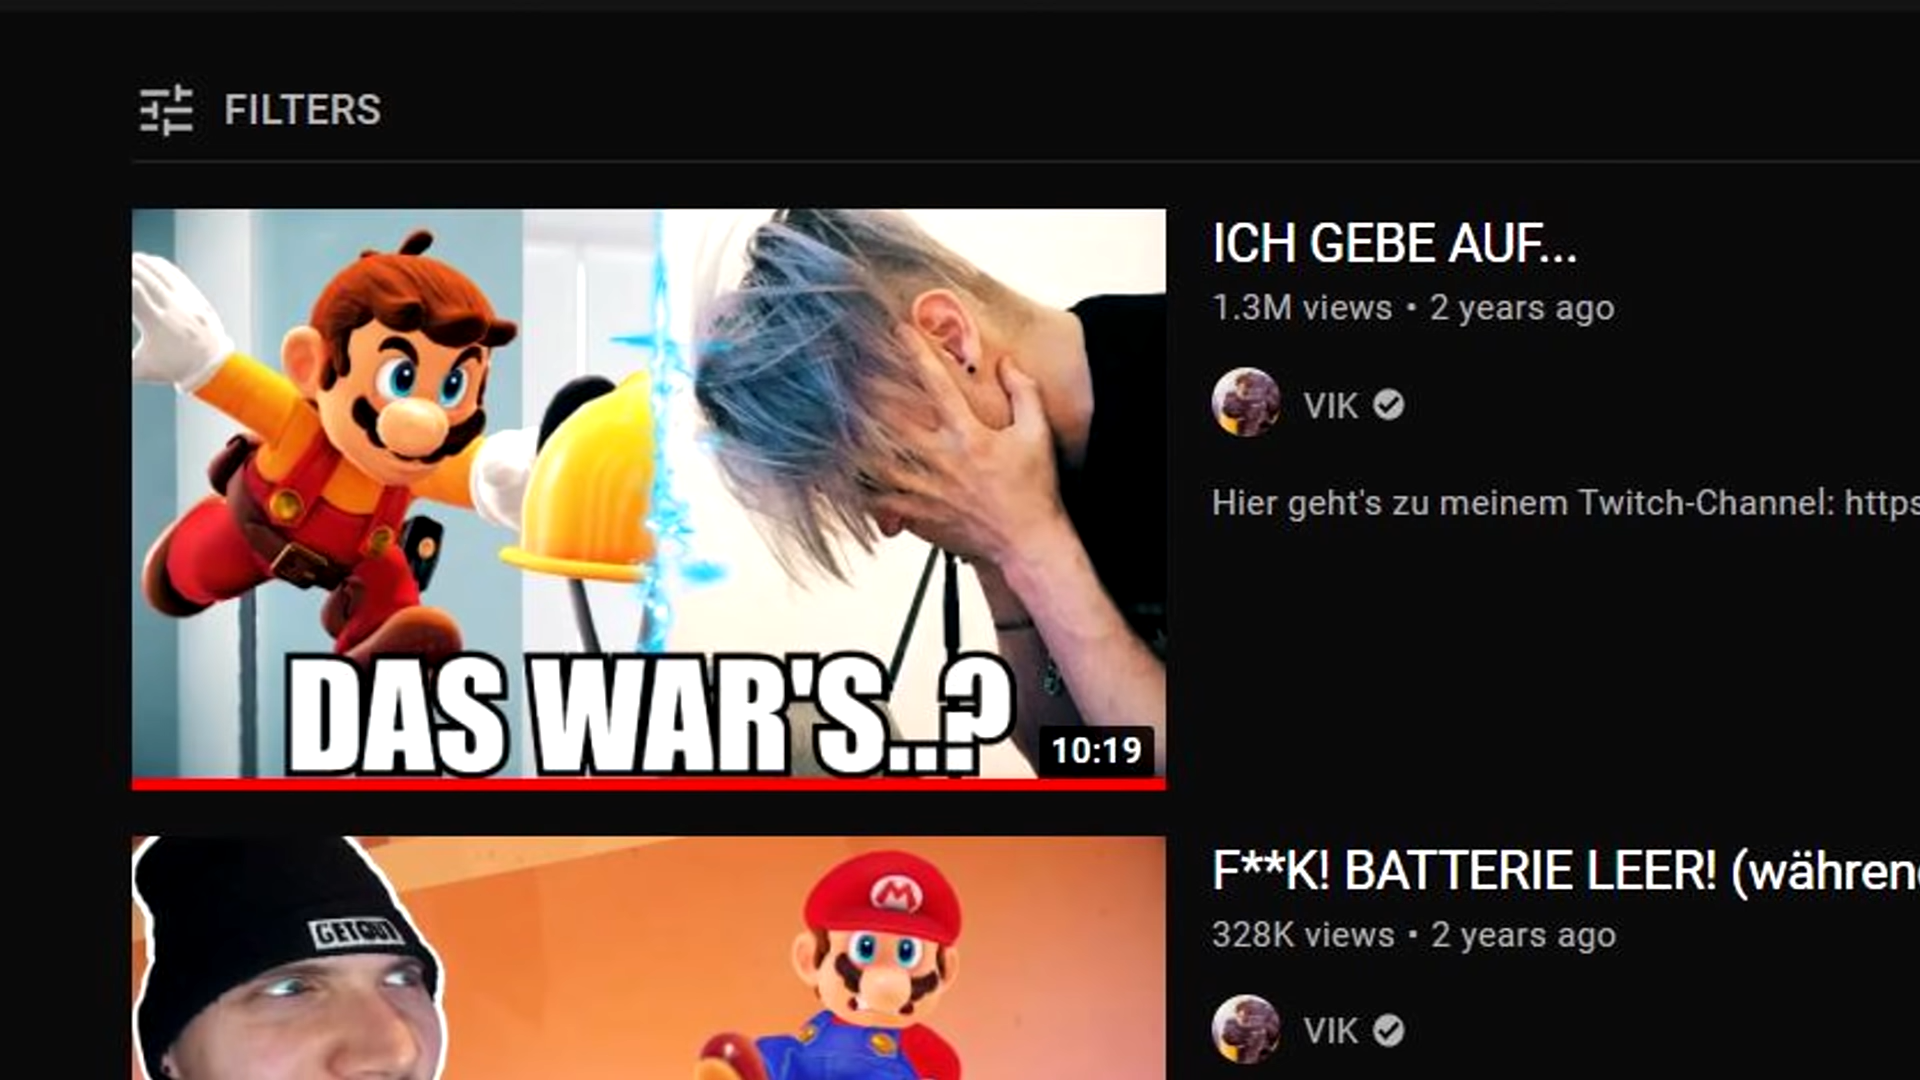 FILTERS
ICH GEBE AUF...
1.3M views • 2 years ago
VIK
Hier geht's zu meinem Twitch-Channel: https
DAS WAR'S..?
10:19
GETOUT
M
F**K! BATTERIE LEER! (während
328K views • 2 years ago
VIK